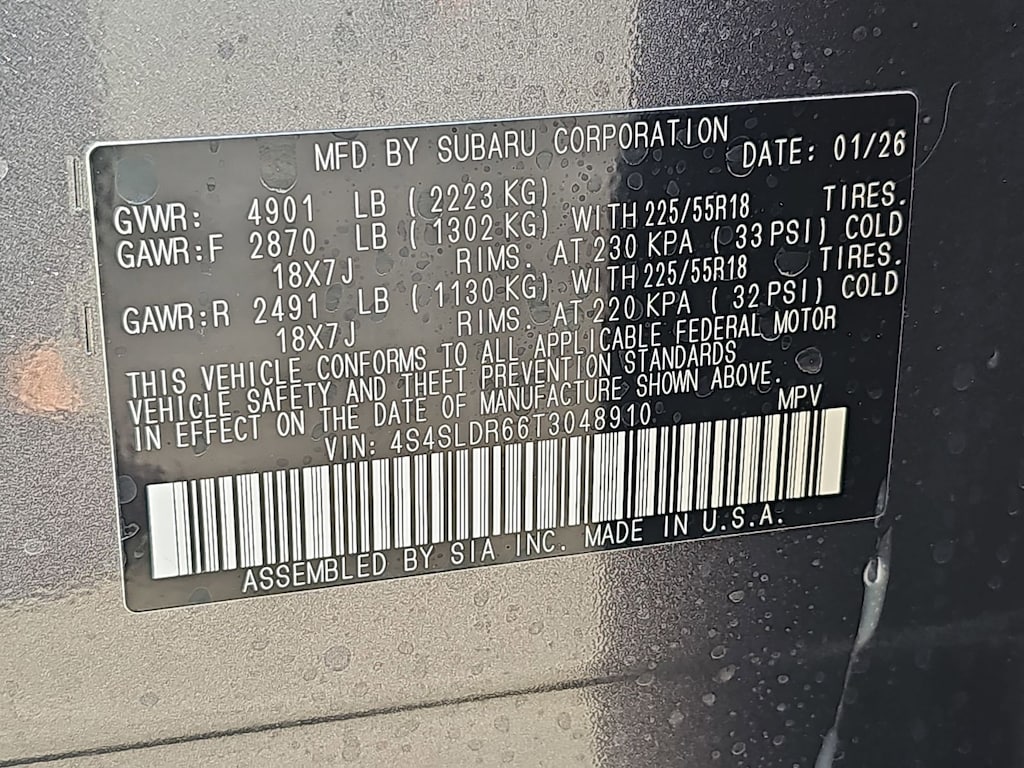 MFD BY SUBARU CORPORATION DATE: 01/26
GVWR: 4901 LB ( 2223 KG)
GAWR:F 2870 LB ( 1302 KG) WITH 225/55R18 TIRES.
18X7J RIMS. AT 230 KPA ( 33 PSI) COLD
GAWR:R 2491 LB ( 1130 KG) WITH 225/55R18 TIRES.
18X7J RIMS. AT 220 KPA ( 32 PSI) COLD
THIS VEHICLE CONFORMS TO ALL APPLICABLE FEDERAL MOTOR
VEHICLE SAFETY AND THEFT PREVENTION STANDARDS
IN EFFECT ON THE DATE OF MANUFACTURE SHOWN ABOVE.
VIN: 4S4SLDR66T3048910 MPV
ASSEMBLED BY SIA INC. MADE IN U.S.A.